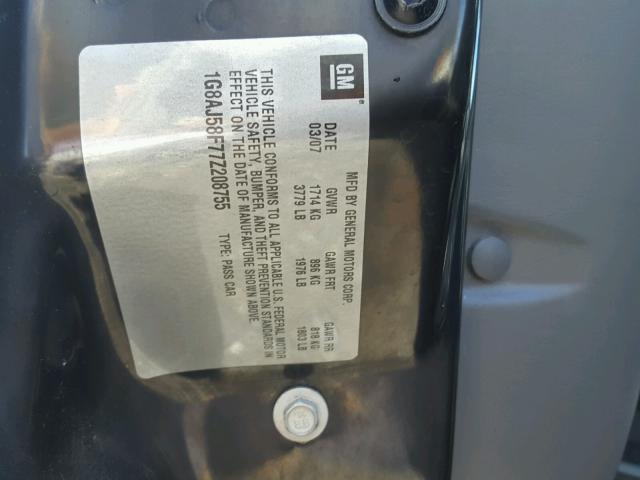 GM
MFD BY GENERAL MOTORS CORP.
DATE GVWR GAWR FRT GAWR RR
03/07 1714 KG 896 KG 818 KG
3779 LB 1976 LB 1803 LB
THIS VEHICLE CONFORMS TO ALL APPLICABLE U.S. FEDERAL MOTOR
VEHICLE SAFETY, BUMPER, AND THEFT PREVENTION STANDARDS IN
EFFECT ON THE DATE OF MANUFACTURE SHOWN ABOVE.
1G8AJ58F77Z208755 TYPE: PASS CAR